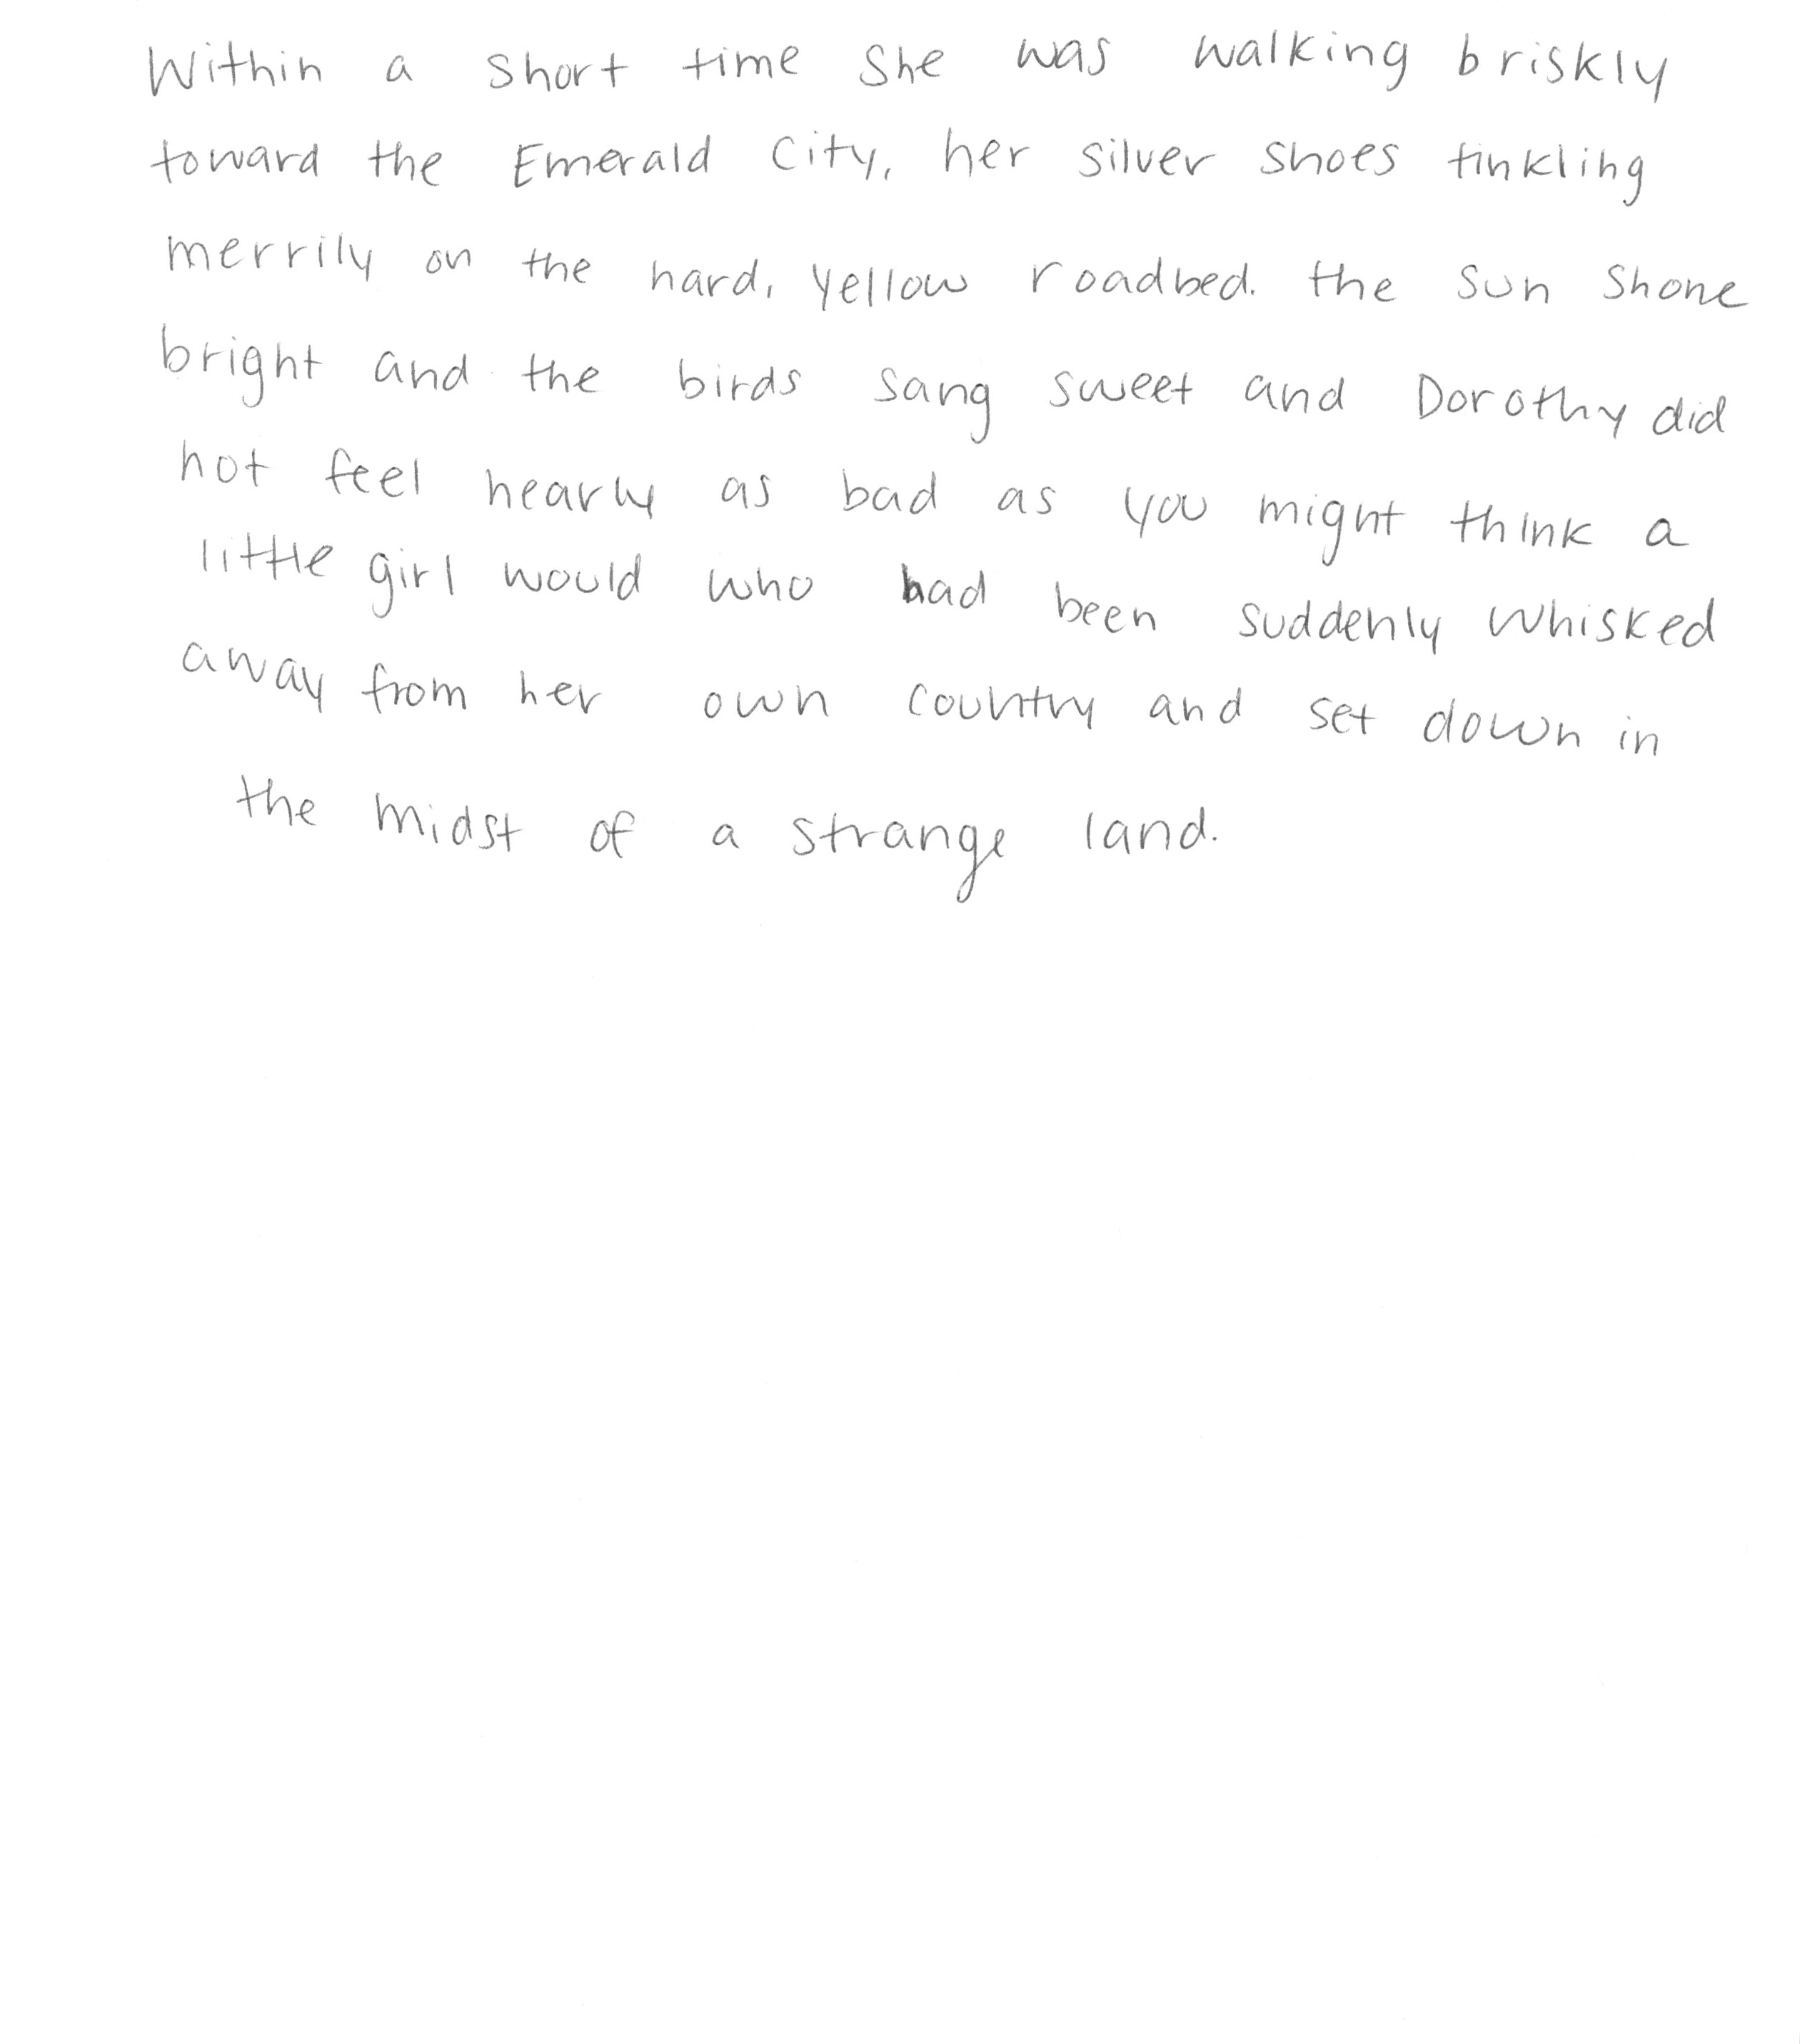 Within a short time she was walking briskly
toward the Emerald City, her silver shoes tinkling
merrily on the hard, yellow roadbed. the sun shone
bright and the birds sang sweet and Dorothy did
not feel nearly as bad as you might think a
little girl would who had been suddenly whisked
away from her own country and set down in
the midst of a strange land.